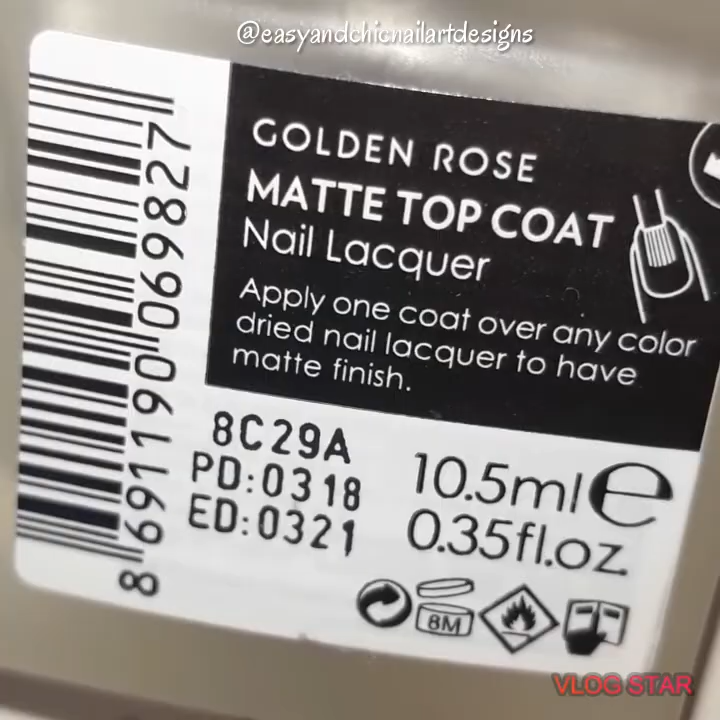 @easyandchicnailartdesigns
GOLDEN ROSE
MATTE TOP COAT
Nail Lacquer
Apply one coat over any color
dried nail lacquer to have
matte finish.
8 691190 069827
8C29A
PD:0318
ED:0321
10.5ml e
0.35fl.oz.
8M
VLOG STAR